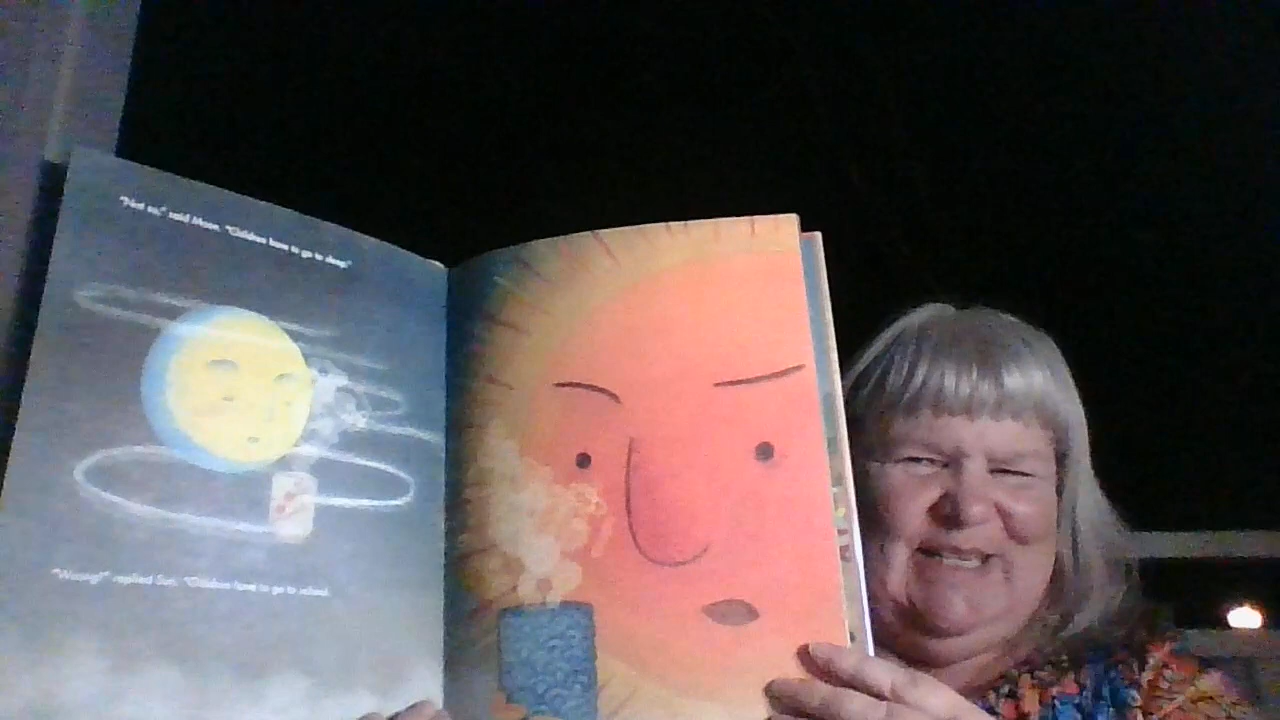 "Not so," said Moon. "Children have to go to sleep."
"Wrong!" replied Sun. "Children have to go to school.